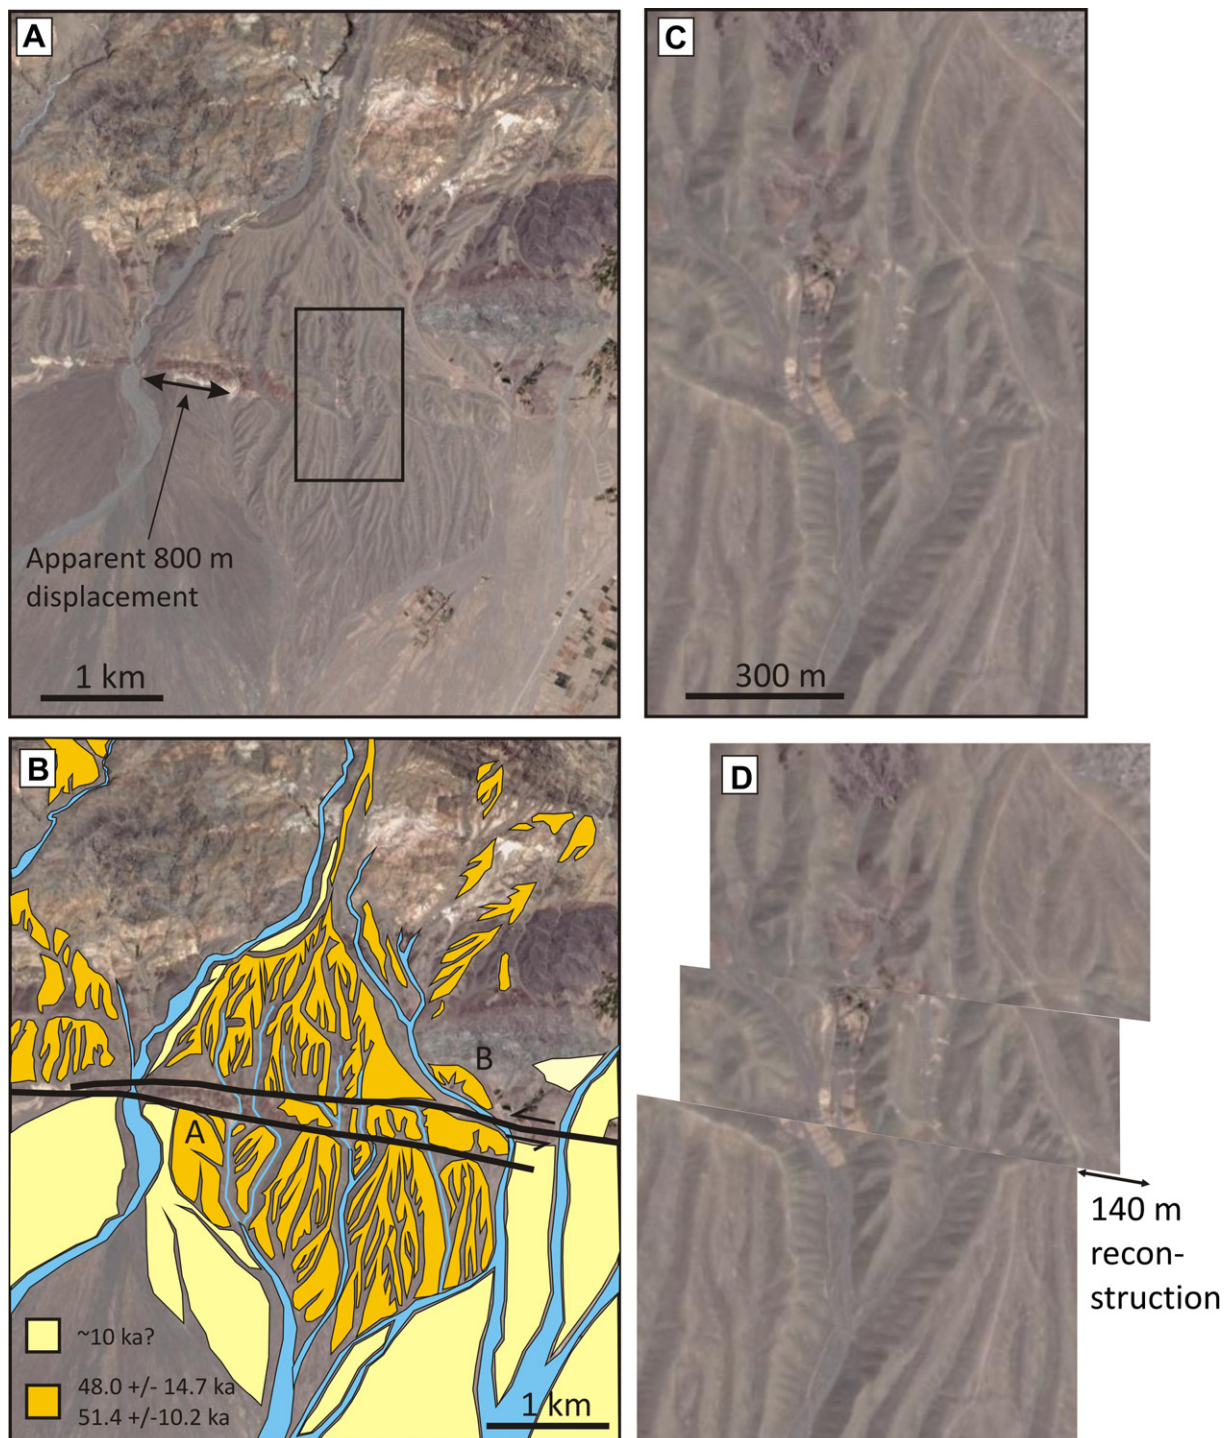 A
Apparent 800 m
displacement
1 km
C
300 m
B
B
A
~10 ka?
48.0 +/- 14.7 ka
51.4 +/-10.2 ka
1 km
D
140 m
recon-
struction